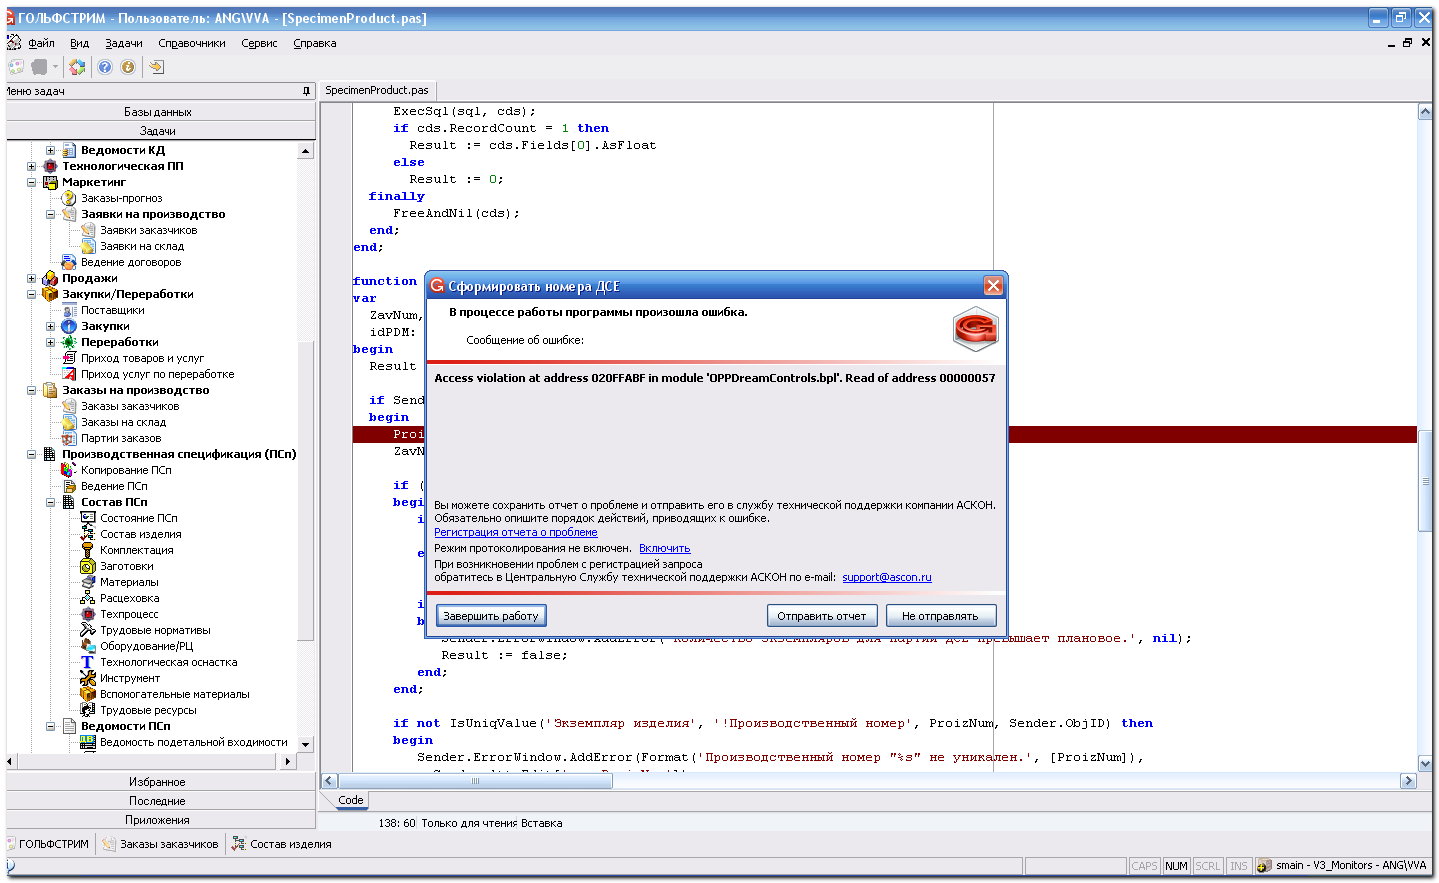 ГОЛЬФСТРИМ - Пользователь: ANG\VVA - [SpecimenProduct.pas]
Файл Вид Задачи Справочники Сервис Справка
Меню задач
SpecimenProduct.pas
Базы данных
Задачи
Ведомости КД
Технологическая ПП
Маркетинг
Заказы-прогноз
Заявки на производство
Заявки заказчиков
Заявки на склад
Ведение договоров
Продажи
Закупки/Переработки
Поставщики
Закупки
Переработки
Приход товаров и услуг
Приход услуг по переработке
Заказы на производство
Заказы заказчиков
Заказы на склад
Партии заказов
Производственная спецификация (ПСп)
Копирование ПСп
Ведение ПСп
Состав ПСп
Состояние ПСп
Состав изделия
Комплектация
Заготовки
Материалы
Расцеховка
Техпроцесс
Трудовые нормативы
Оборудование/РЦ
Технологическая оснастка
Инструмент
Вспомогательные материалы
Трудовые ресурсы
Ведомости ПСп
Ведомость подетальной входимости
Избранное
Последние
Приложения
ExecSql(sql, cds);
if cds.RecordCount = 1 then
Result := cds.Fields[0].AsFloat
else
Result := 0;
finally
FreeAndNil(cds);
end;
end;
function
var
ZavNum,
idPDM:
begin
Result
if Send
begin
Proi
ZavN
if (
begi
i
e
i
b
Сформировать номера ДСЕ
В процессе работы программы произошла ошибка.
Сообщение об ошибке:
Access violation at address 020FFABF in module 'OPPDreamControls.bpl'. Read of address 00000057
Вы можете сохранить отчет о проблеме и отправить его в службу технической поддержки компании АСКОН.
Обязательно опишите порядок действий, приводящих к ошибке.
Регистрация отчета о проблеме
Режим протоколирования не включен. Включить
При возникновении проблем с регистрацией запроса
обратитесь в Центральную Службу технической поддержки АСКОН по e-mail: support@ascon.ru
Завершить работу Отправить отчет Не отправлять
Sender.ErrorWindow.AddError('Количество экземпляров для партии ДСЕ превышает плановое.', nil);
Result := false;
end;
end;
if not IsUniqValue('Экземпляр изделия', '!Производственный номер', ProizNum, Sender.ObjID) then
begin
Sender.ErrorWindow.AddError(Format('Производственный номер "%s" не уникален.', [ProizNum]),
Code
138: 60 Только для чтения Вставка
ГОЛЬФСТРИМ Заказы заказчиков Состав изделия
CAPS NUM SCRL INS smain - V3_Monitors - ANG\VVA